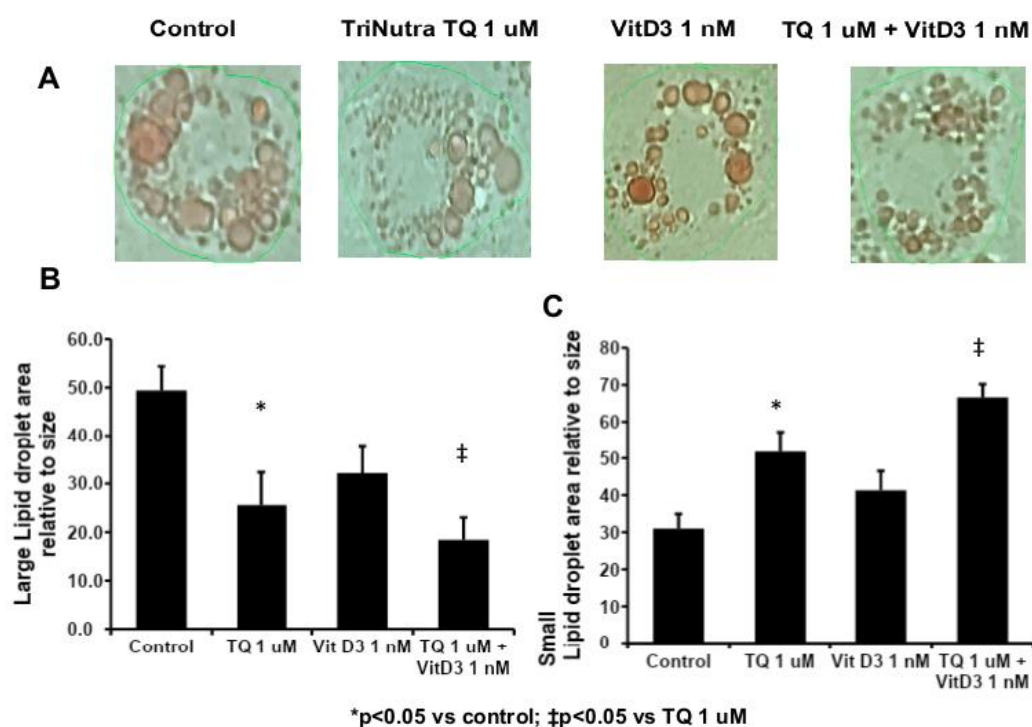 Control TriNutra TQ 1 uM VitD3 1 nM TQ 1 uM + VitD3 1 nM
A
B
Large Lipid droplet area
relative to size
60.0
50.0
40.0
30.0
20.0
10.0
0.0
*
‡
Control TQ 1 uM Vit D3 1 nM TQ 1 uM +
VitD3 1 nM
C
Small
Lipid droplet area relative to size
80
70
60
50
40
30
20
10
0
*
‡
Control TQ 1 uM Vit D3 1 nM TQ 1 uM +
VitD3 1 nM
*p<0.05 vs control; ‡p<0.05 vs TQ 1 uM